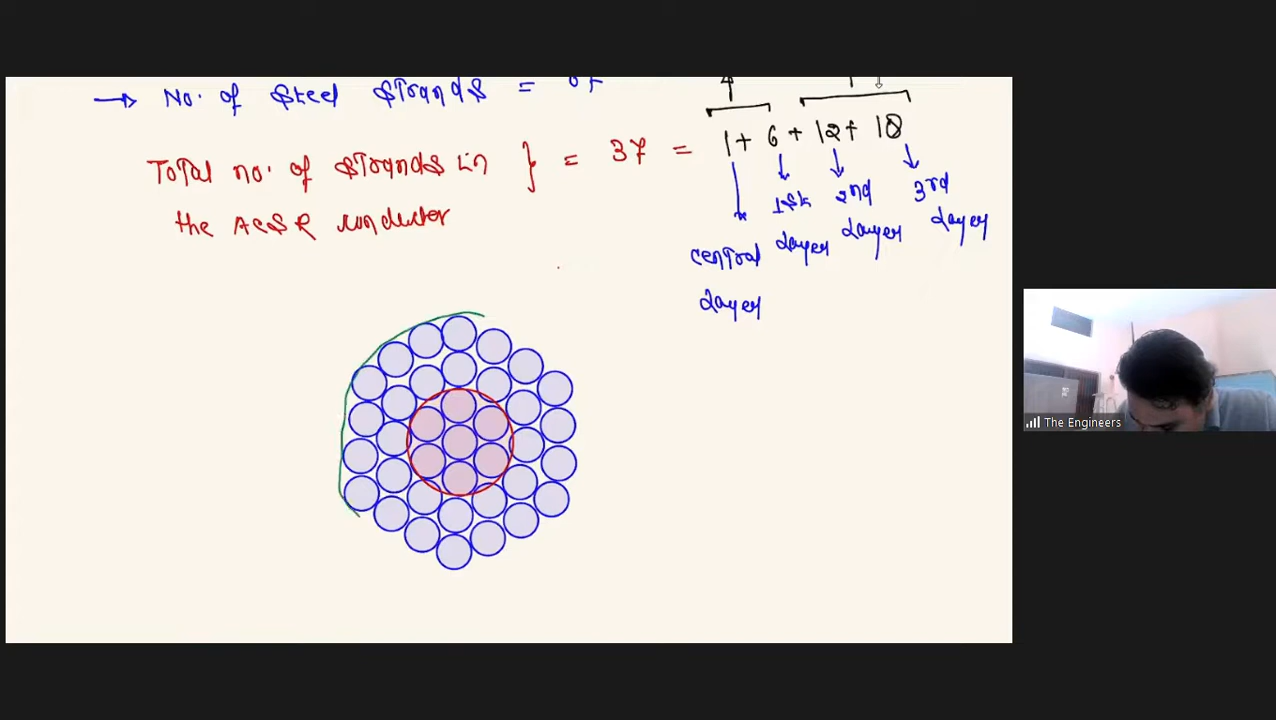 → No. of Steel Strands = 07
Total no. of Strands in } = 37 = 1 + 6 + 12 + 18
the ACSR conductor
central layer
1st layer
2nd layer
3rd layer
The Engineers